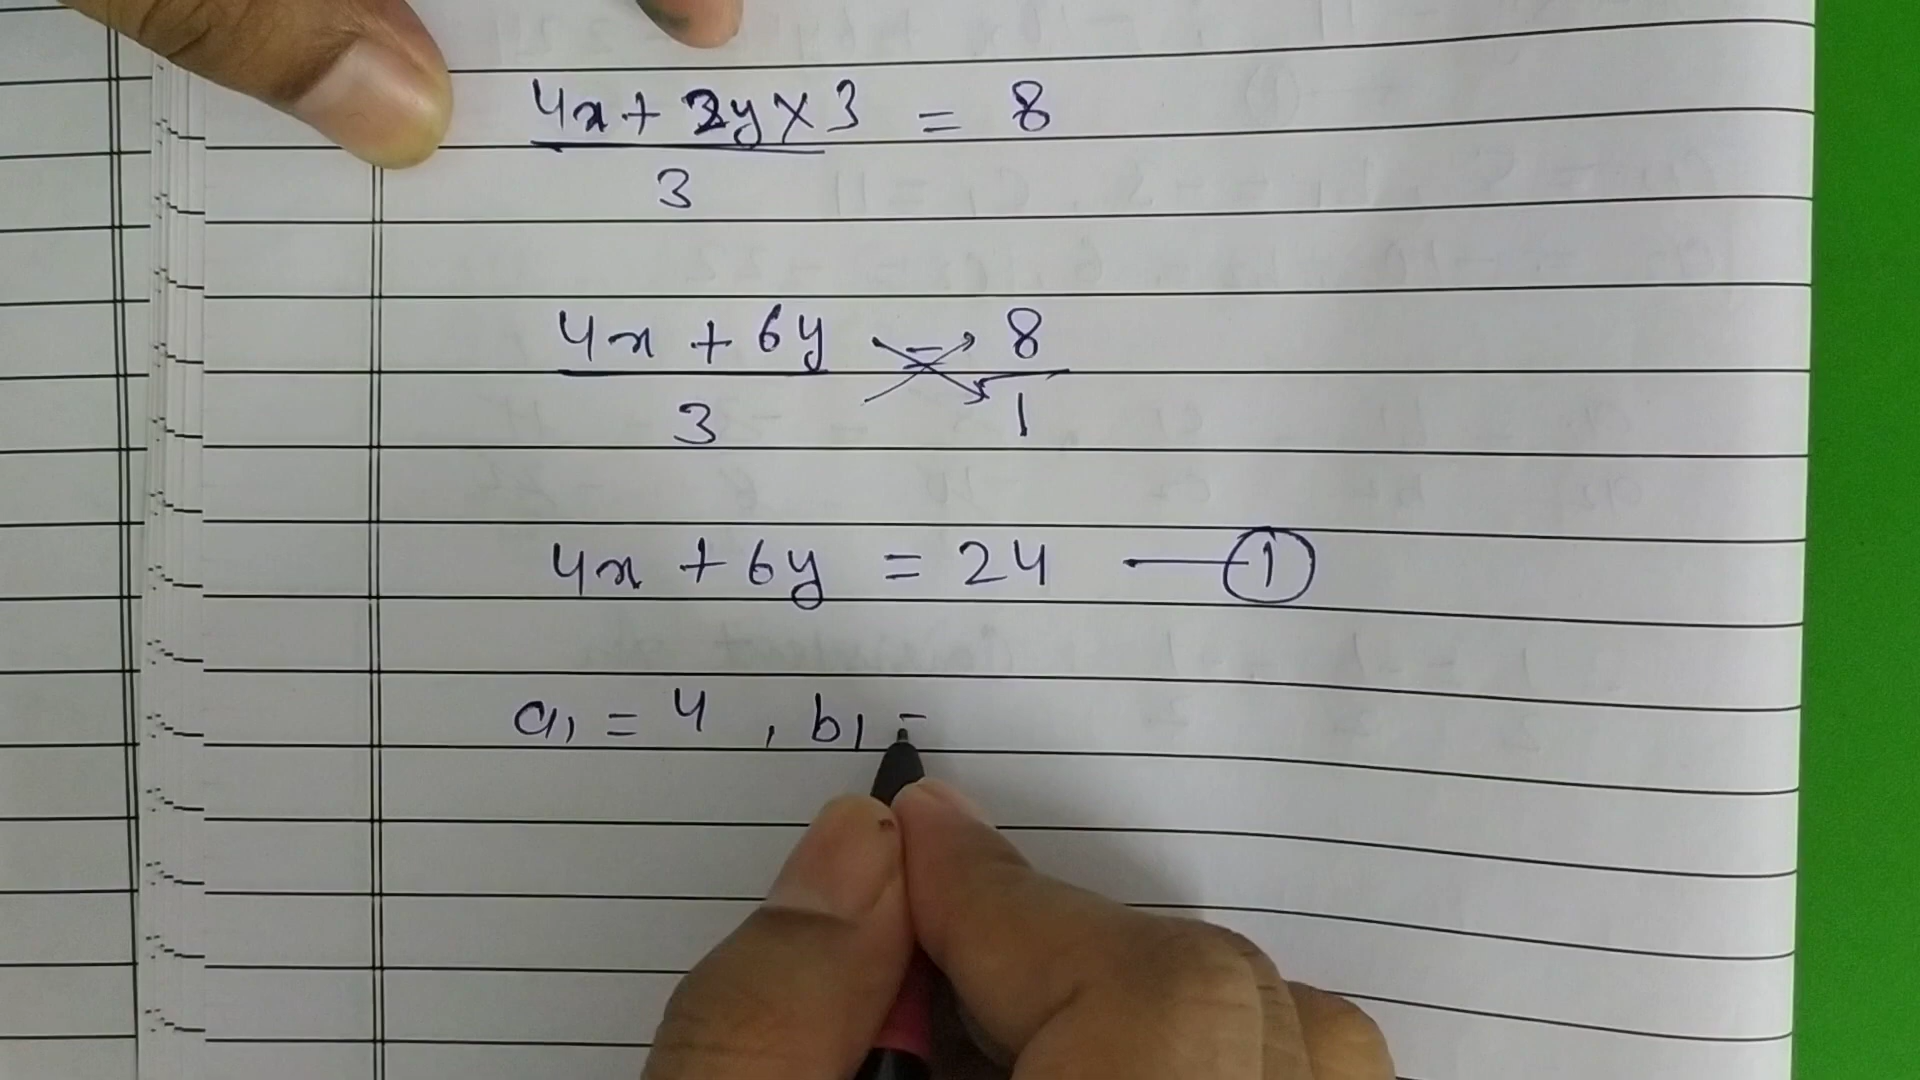 4x + 2y × 3 = 8
3
4x + 6y = 8
3 1
4x + 6y = 24 — 1
a1 = 4 , b1 =